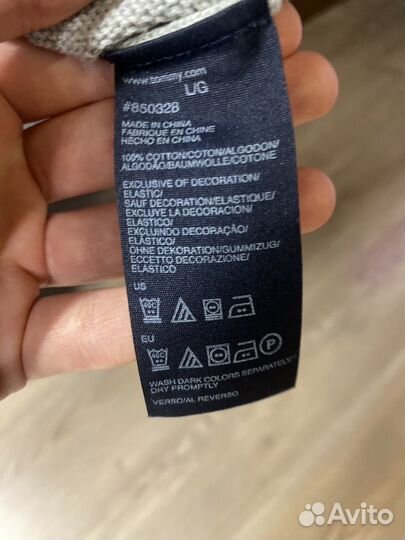 www.tommy.com
L/G
#850328
MADE IN CHINA
FABRIQUE EN CHINE
HECHO EN CHINA
100% COTTON/COTON/ALGODON/
ALGODÃO/BAUMWOLLE/COTONE
EXCLUSIVE OF DECORATION/
ELASTIC/
SAUF DECORATION/ELASTIQUE/
EXCLUYE LA DECORACION/
ELASTICO/
EXCLUINDO DECORAÇÃO/
ELÁSTICO/
OHNE DEKORATION/GUMMIZUG/
ECCETTO DECORAZIONE/
ELASTICO
US
40C
EU
40C
P
WASH DARK COLORS SEPARATELY
DRY PROMPTLY
VERSO/AL REVERSO
Avito